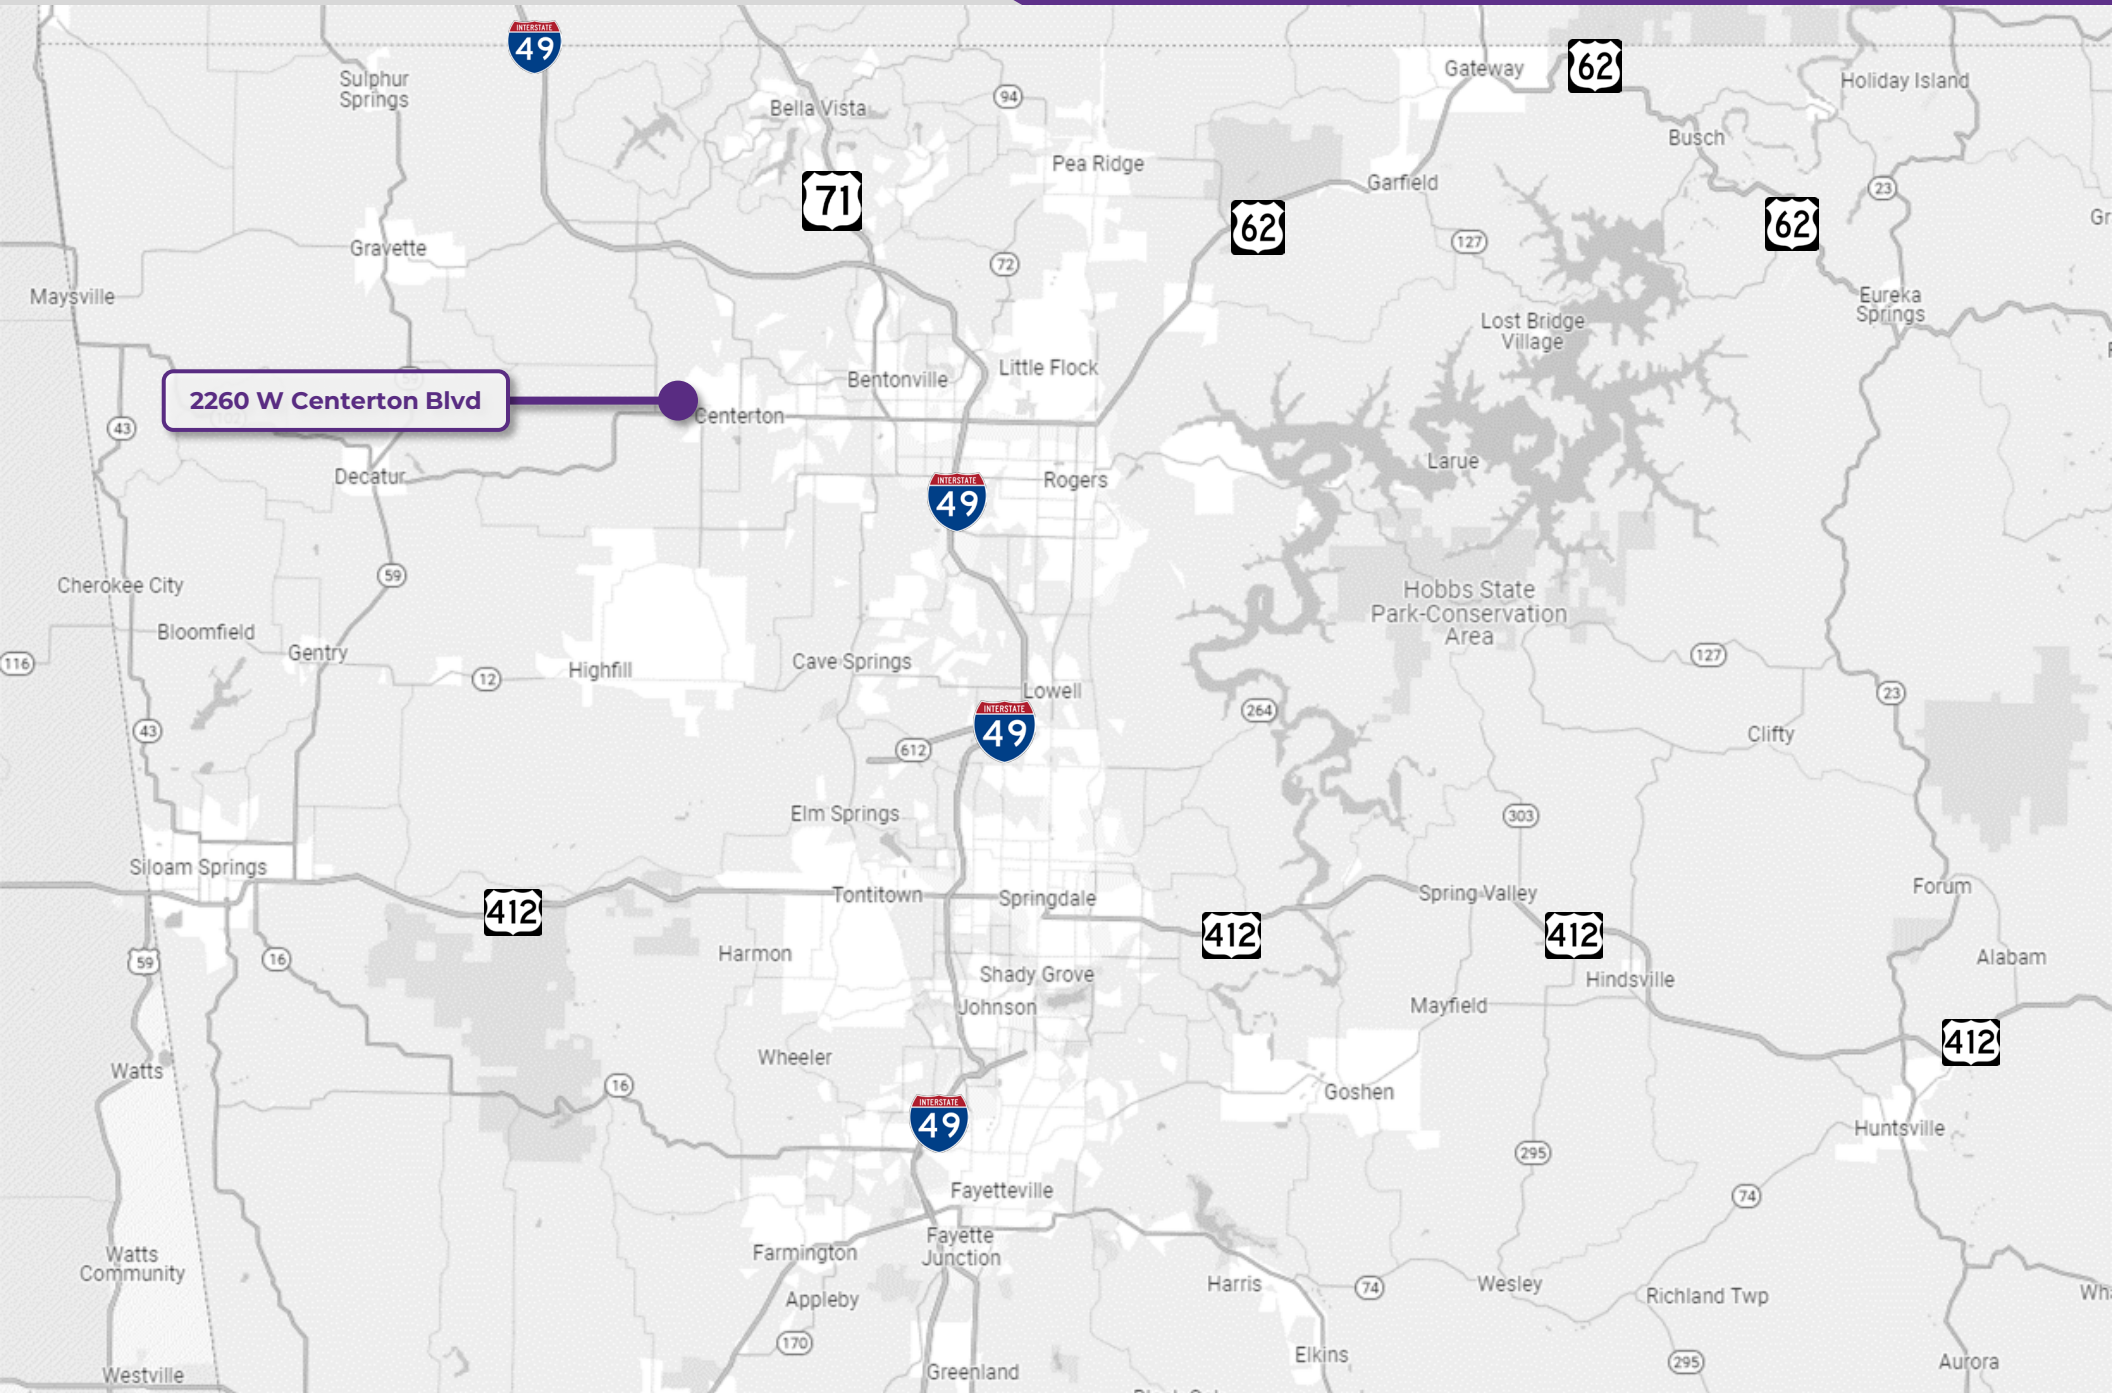 INTERSTATE
49
62
Gateway
Holiday Island
Sulphur
Springs
94
Bella Vista
Busch
Pea Ridge
Garfield
23
71
62
62
Gravette
127
72
Maysville
Eureka
Springs
Lost Bridge
Village
Little Flock
Bentonville
2260 W Centerton Blvd
Centerton
43
Decatur
Larue
Rogers
INTERSTATE
49
59
Cherokee City
Hobbs State
Park-Conservation
Area
Bloomfield
Gentry
116
Cave Springs
127
Highfill
12
Lowell
23
264
INTERSTATE
49
43
Clifty
612
Elm Springs
303
Siloam Springs
Forum
Tontitown
Springdale
Spring Valley
412
412
412
Harmon
59
16
Alabam
Shady Grove
Hindsville
Johnson
Mayfield
412
Wheeler
Watts
16
Goshen
INTERSTATE
49
Huntsville
295
Fayetteville
74
Fayette
Junction
Farmington
Watts
Community
Harris
74
Wesley
Richland Twp
Appleby
170
Elkins
295
Aurora
Greenland
Westville